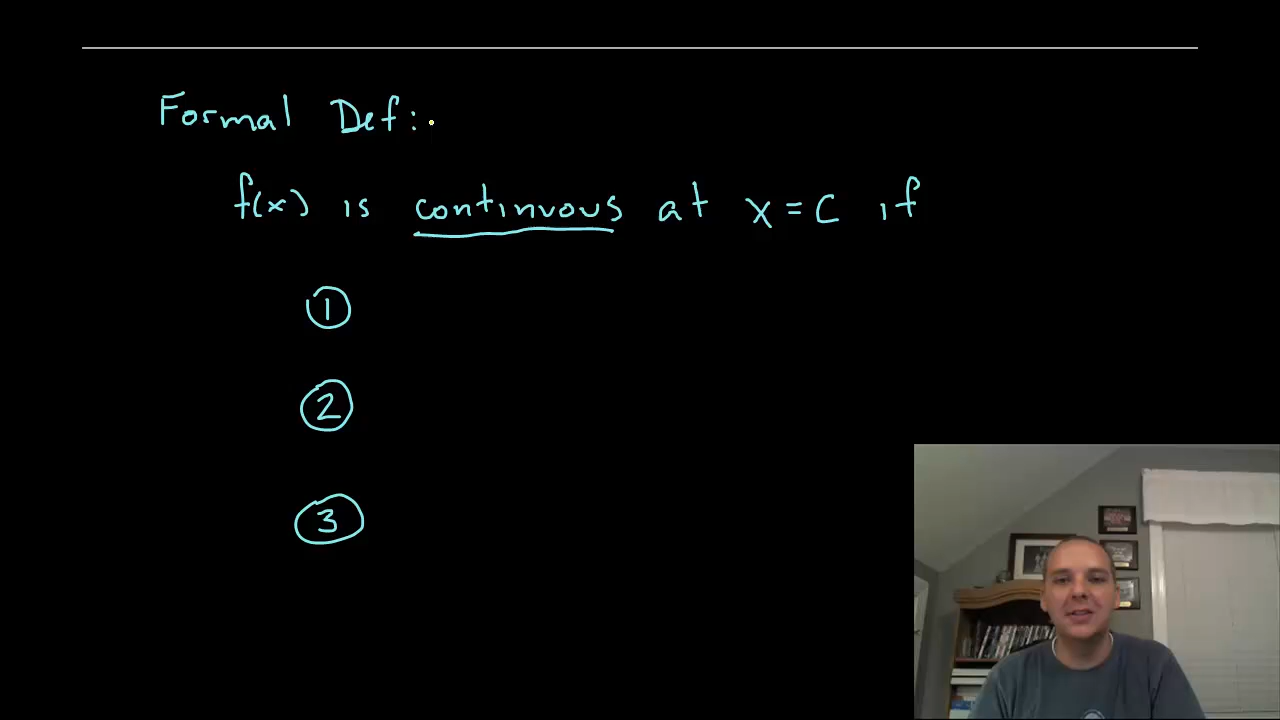 Formal Def:
f(x) is continuous at x = c if
①
②
③